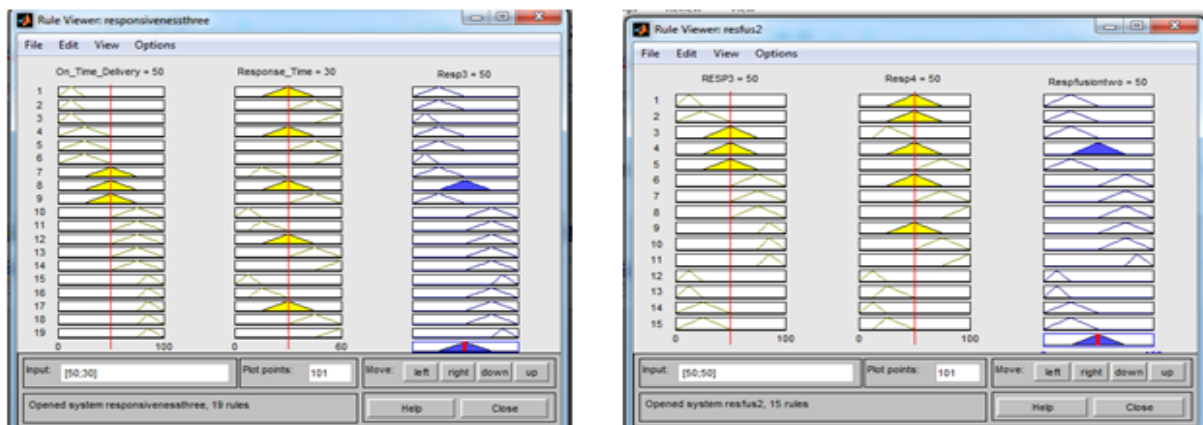 Rule Viewer: responsivenessthree
File Edit View Options
On_Time_Delivery = 50 Response_Time = 30 Resp3 = 50
1
2
3
4
5
6
7
8
9
10
11
12
13
14
15
16
17
18
19
0 100 0 60
Input: [50;30] Plot points: 101 Move: left right down up
Opened system responsivenessthree, 19 rules Help Close
Rule Viewer: resfus2
File Edit View Options
RESP3 = 50 Resp4 = 50 Respfusiontwo = 50
1
2
3
4
5
6
7
8
9
10
11
12
13
14
15
0 100 0 100
Input: [50;50] Plot points: 101 Move: left right down up
Opened system resfus2, 15 rules Help Close